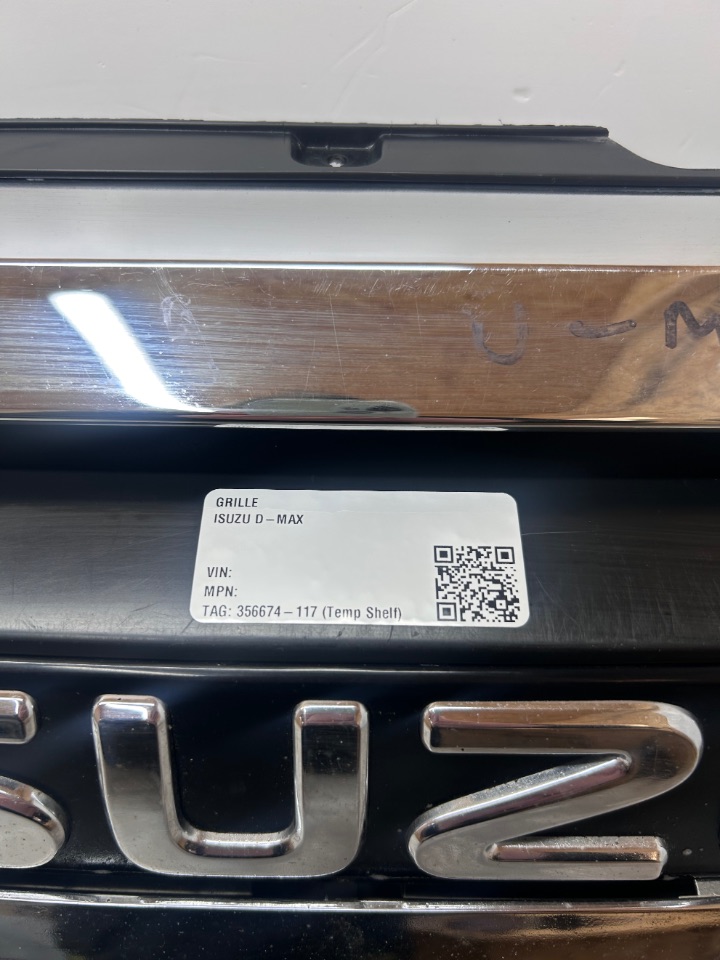 U-M
GRILLE
ISUZU D-MAX
VIN:
MPN:
TAG: 356674-117 (Temp Shelf)
SUZ